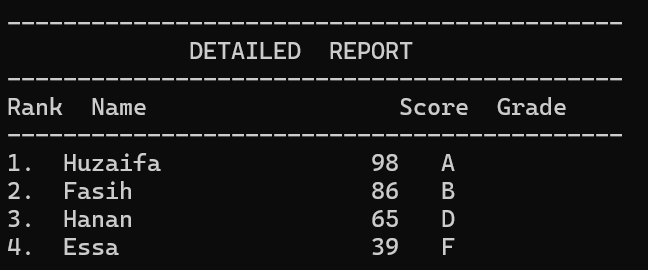 --------------------------------------------
DETAILED  REPORT
--------------------------------------------
Rank  Name                  Score  Grade
--------------------------------------------
1.  Huzaifa               98   A
2.  Fasih                 86   B
3.  Hanan                 65   D
4.  Essa                  39   F